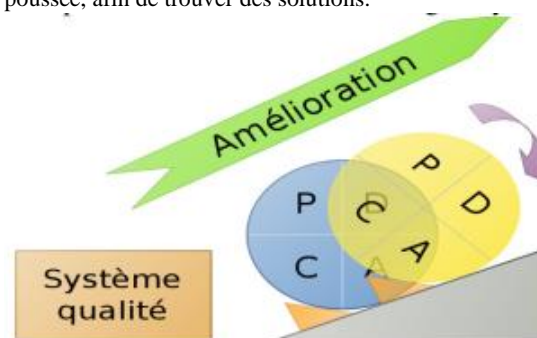 poussée, afin de trouver des solutions.
Amélioration
P
D
C
A
P
D
C
A
Système
qualité